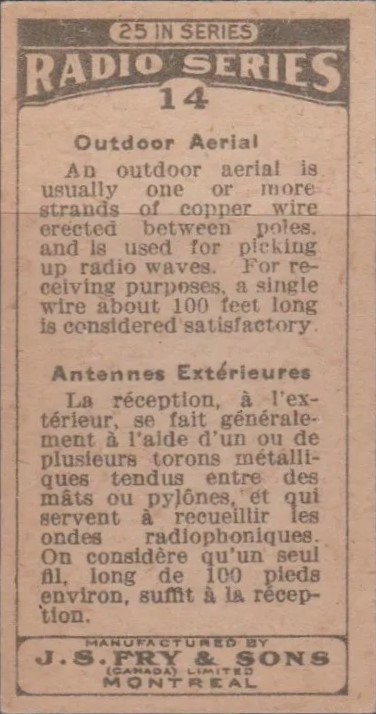 25 IN SERIES
RADIO SERIES
14
Outdoor Aerial
An outdoor aerial is
usually one or more
strands of copper wire
erected between poles,
and is used for picking
up radio waves. For re-
ceiving purposes, a single
wire about 100 feet long
is considered satisfactory.
Antennes Extérieures
La réception, à l'ex-
térieur, se fait générale-
ment à l'aide d'un ou de
plusieurs torons métalli-
ques tendus entre des
mâts ou pylônes, et qui
servent à recueillir les
ondes radiophoniques.
On considère qu'un seul
fil, long de 100 pieds
environ, suffit à la récep-
tion.
MANUFACTURED BY
J. S. FRY & SONS
(CANADA) LIMITED
MONTREAL